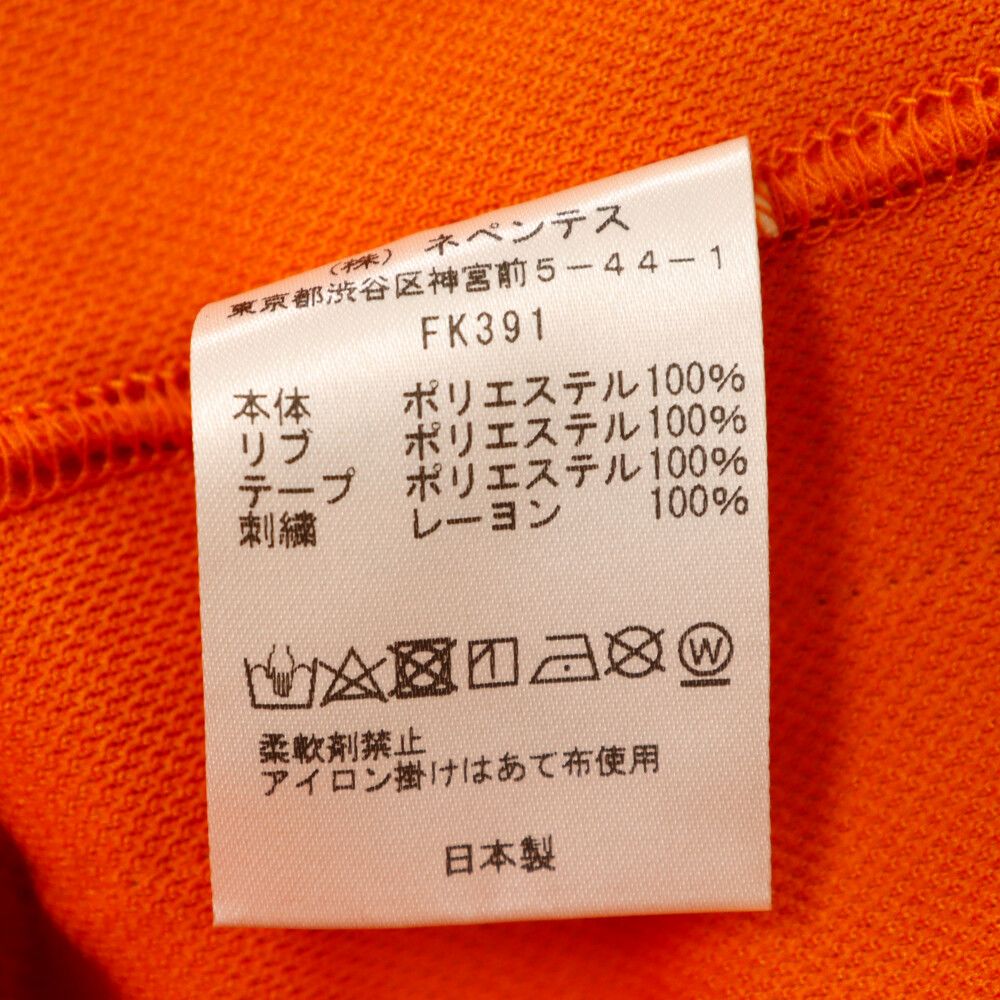 (株) ネペンテス
東京都渋谷区神宮前5-44-1
FK391
本体 ポリエステル100%
リブ ポリエステル100%
テープ ポリエステル100%
刺繍 レーヨン 100%
W
柔軟剤禁止
アイロン掛けはあて布使用
日本製